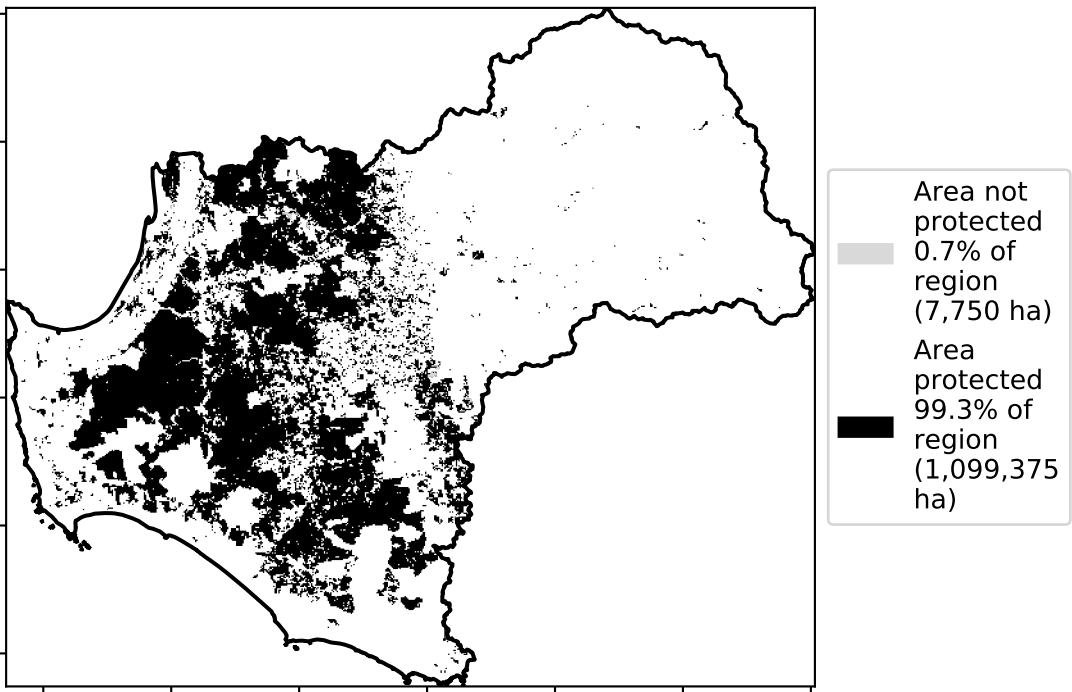 Area not
protected
0.7% of
region
(7,750 ha)
Area
protected
99.3% of
region
(1,099,375
ha)